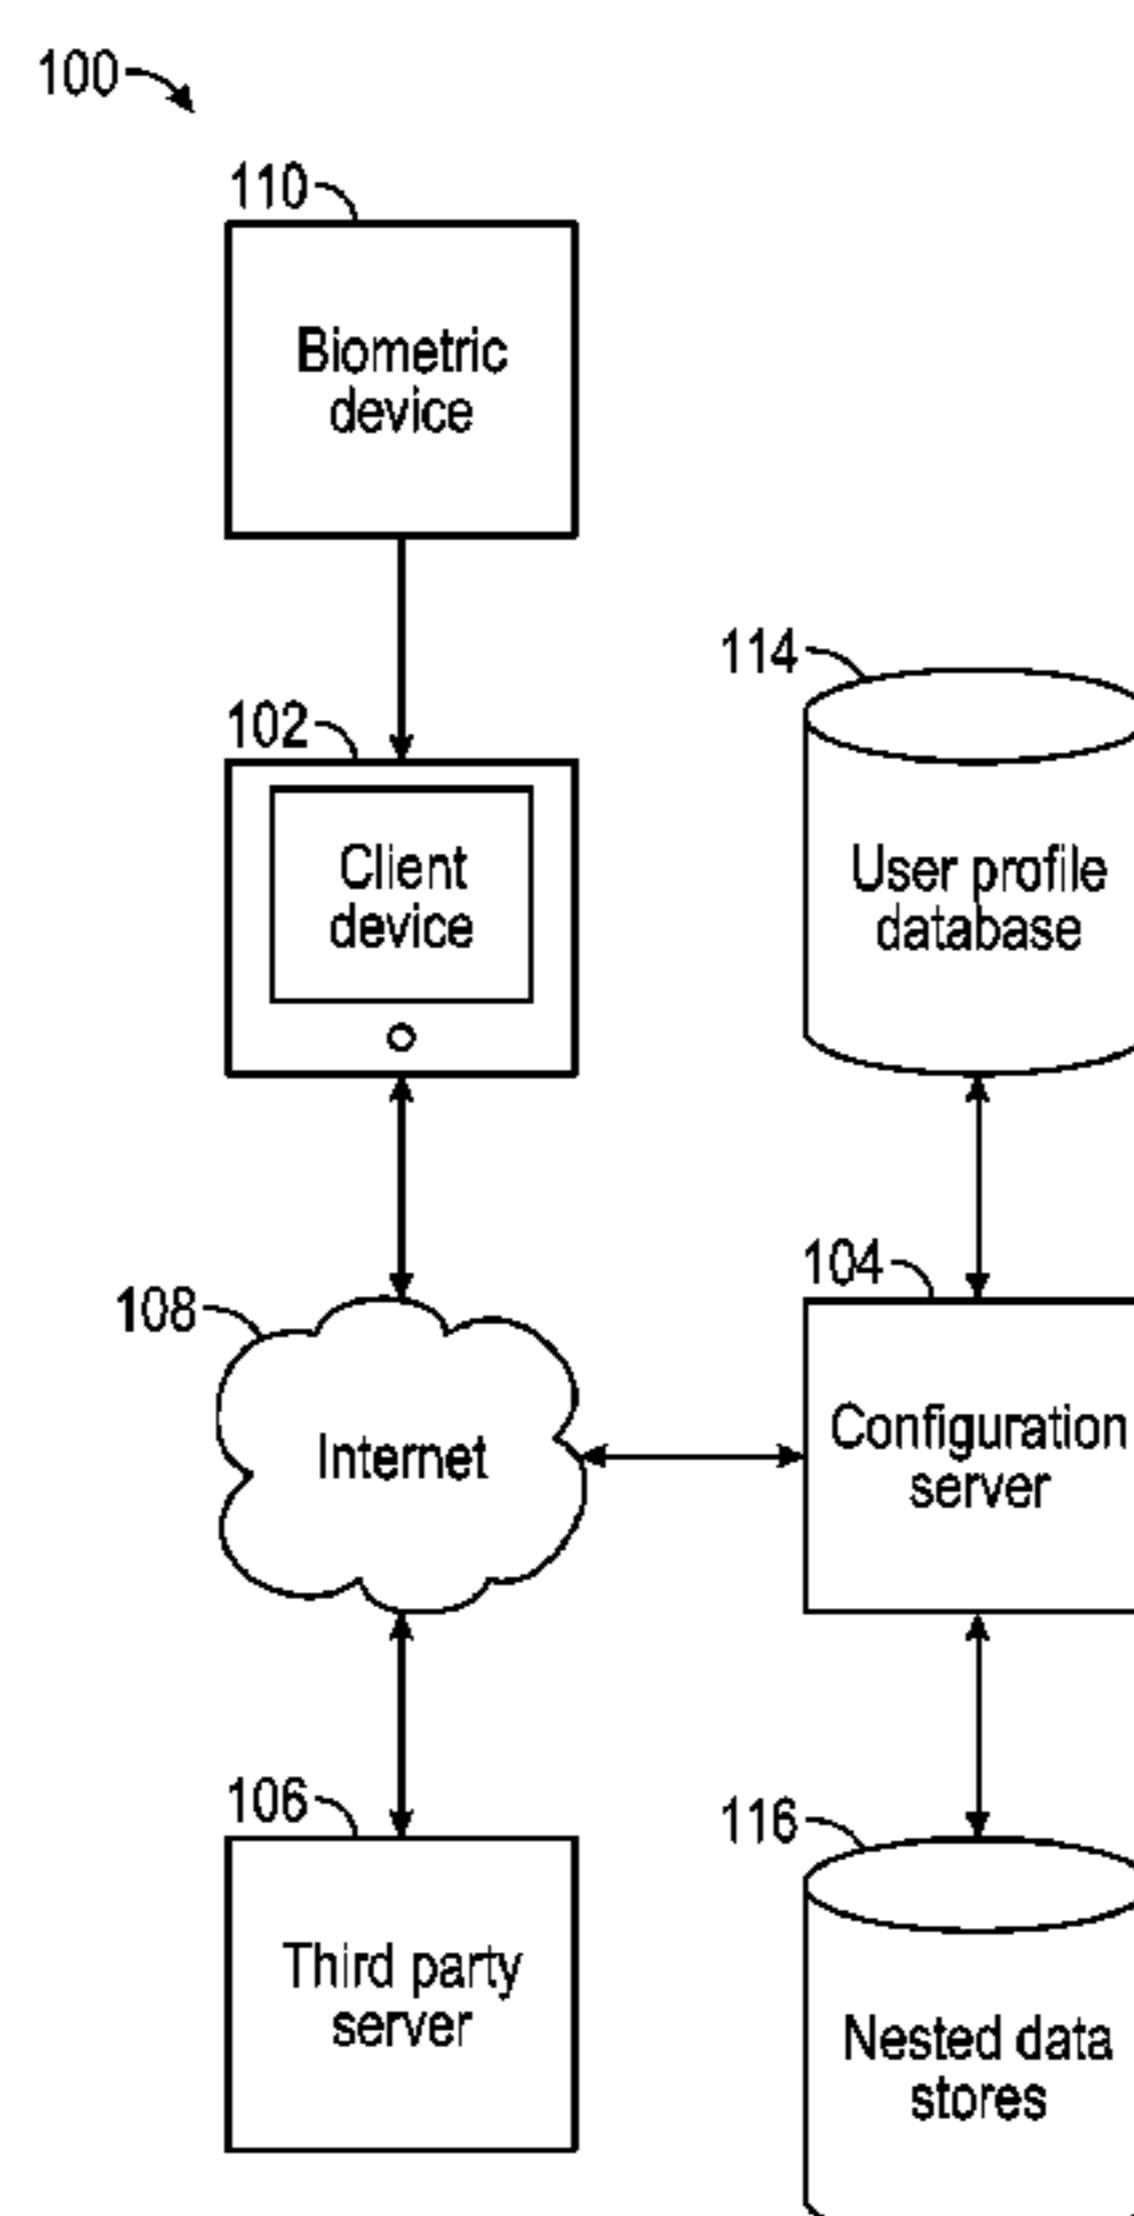 100
110
Biometric
device
102
Client
device
114
User profile
database
108
Internet
104
Configuration
server
106
Third party
server
116
Nested data
stores